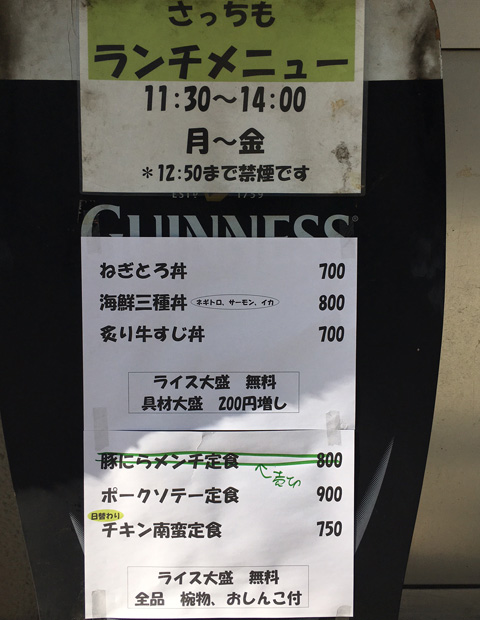 さっちも
ランチメニュー
11:30～14:00
月～金
＊12:50まで禁煙です
ESTD 1759
GUINNESS®
ねぎとろ丼 700
海鮮三種丼 ネギトロ、サーモン、イカ 800
炙り牛すじ丼 700
ライス大盛 無料
具材大盛 200円増し
豚にらメンチ定食 800
ポークソテー定食 900
日替わり
チキン南蛮定食 750
ライス大盛 無料
全品 椀物、おしんこ付